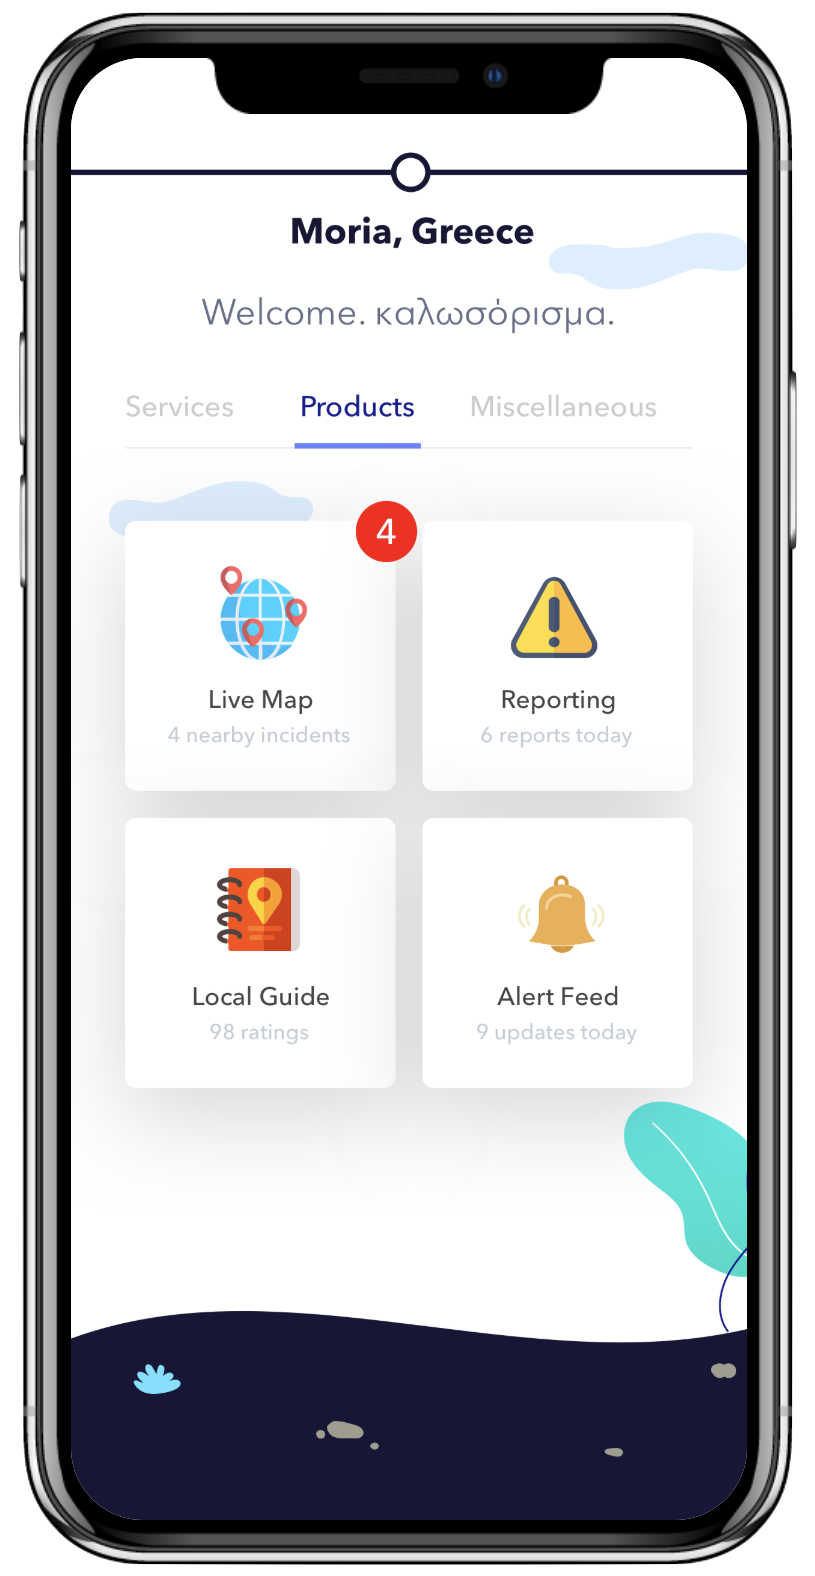 Moria, Greece
Welcome. καλωσόρισμα.
Services Products Miscellaneous
4
Live Map
4 nearby incidents
Reporting
6 reports today
Local Guide
98 ratings
Alert Feed
9 updates today